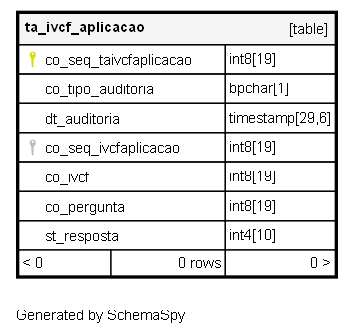 ta_ivcf_aplicacao [table]
co_seq_taivcfaplicacao int8[19]
co_tipo_auditoria bpchar[1]
dt_auditoria timestamp[29,6]
co_seq_ivcfaplicacao int8[19]
co_ivcf int8[19]
co_pergunta int8[19]
st_resposta int4[10]
< 0 0 rows 0 >
Generated by SchemaSpy